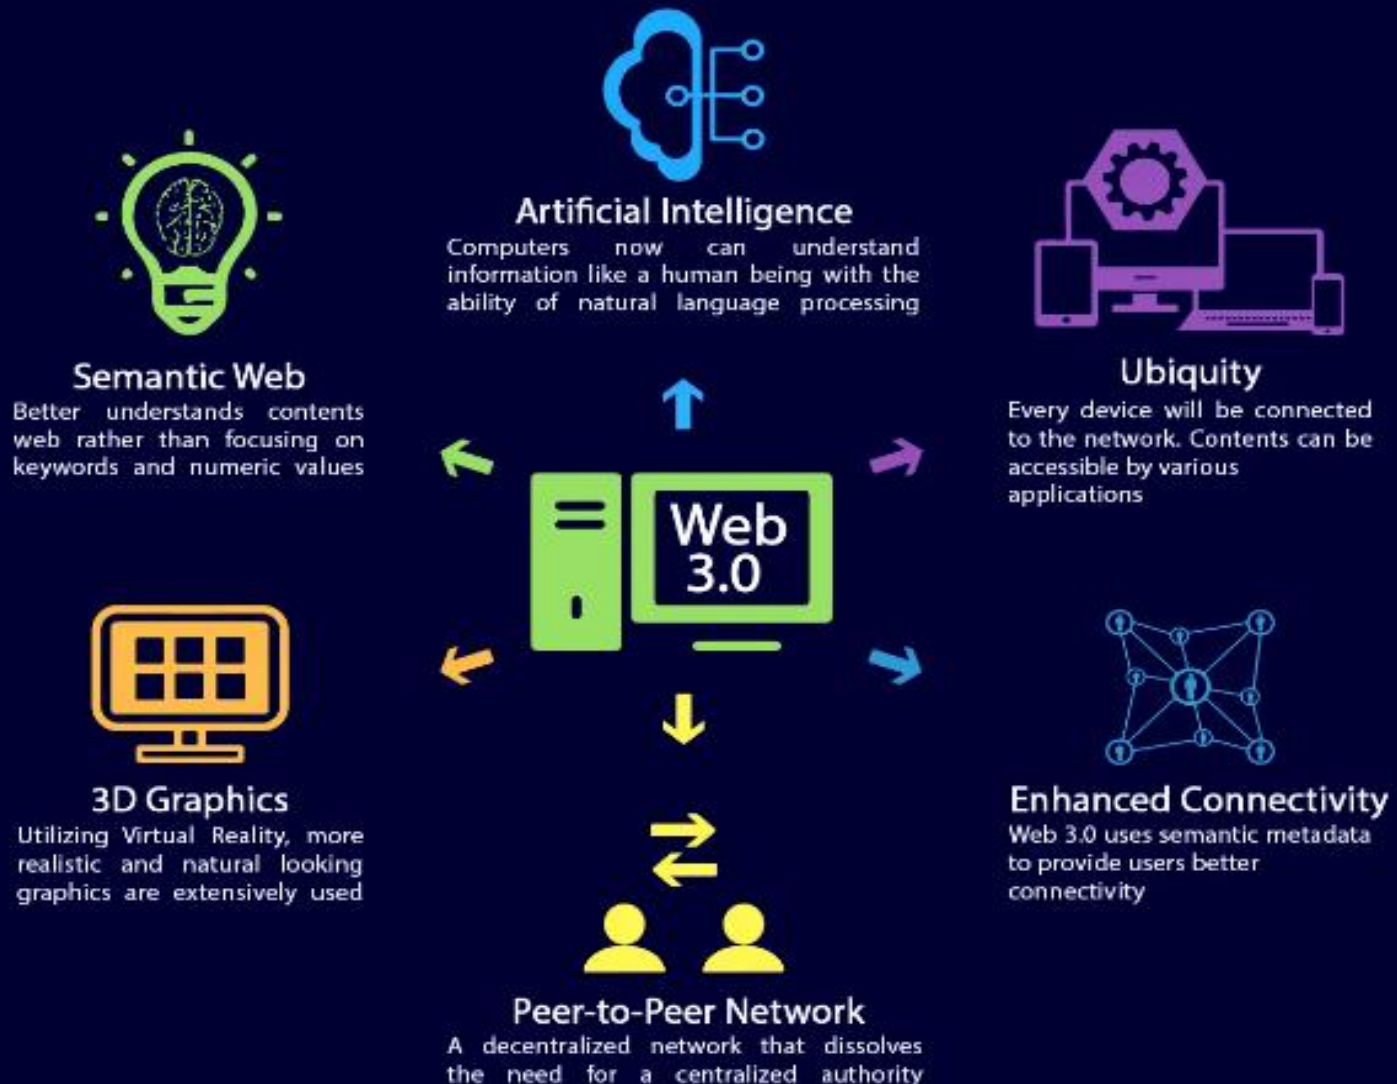 Artificial Intelligence
Computers now can understand
information like a human being with the
ability of natural language processing
Semantic Web
Better understands contents
web rather than focusing on
keywords and numeric values
Ubiquity
Every device will be connected
to the network. Contents can be
accessible by various
applications
Web
3.0
3D Graphics
Utilizing Virtual Reality, more
realistic and natural looking
graphics are extensively used
Enhanced Connectivity
Web 3.0 uses semantic metadata
to provide users better
connectivity
Peer-to-Peer Network
A decentralized network that dissolves
the need for a centralized authority